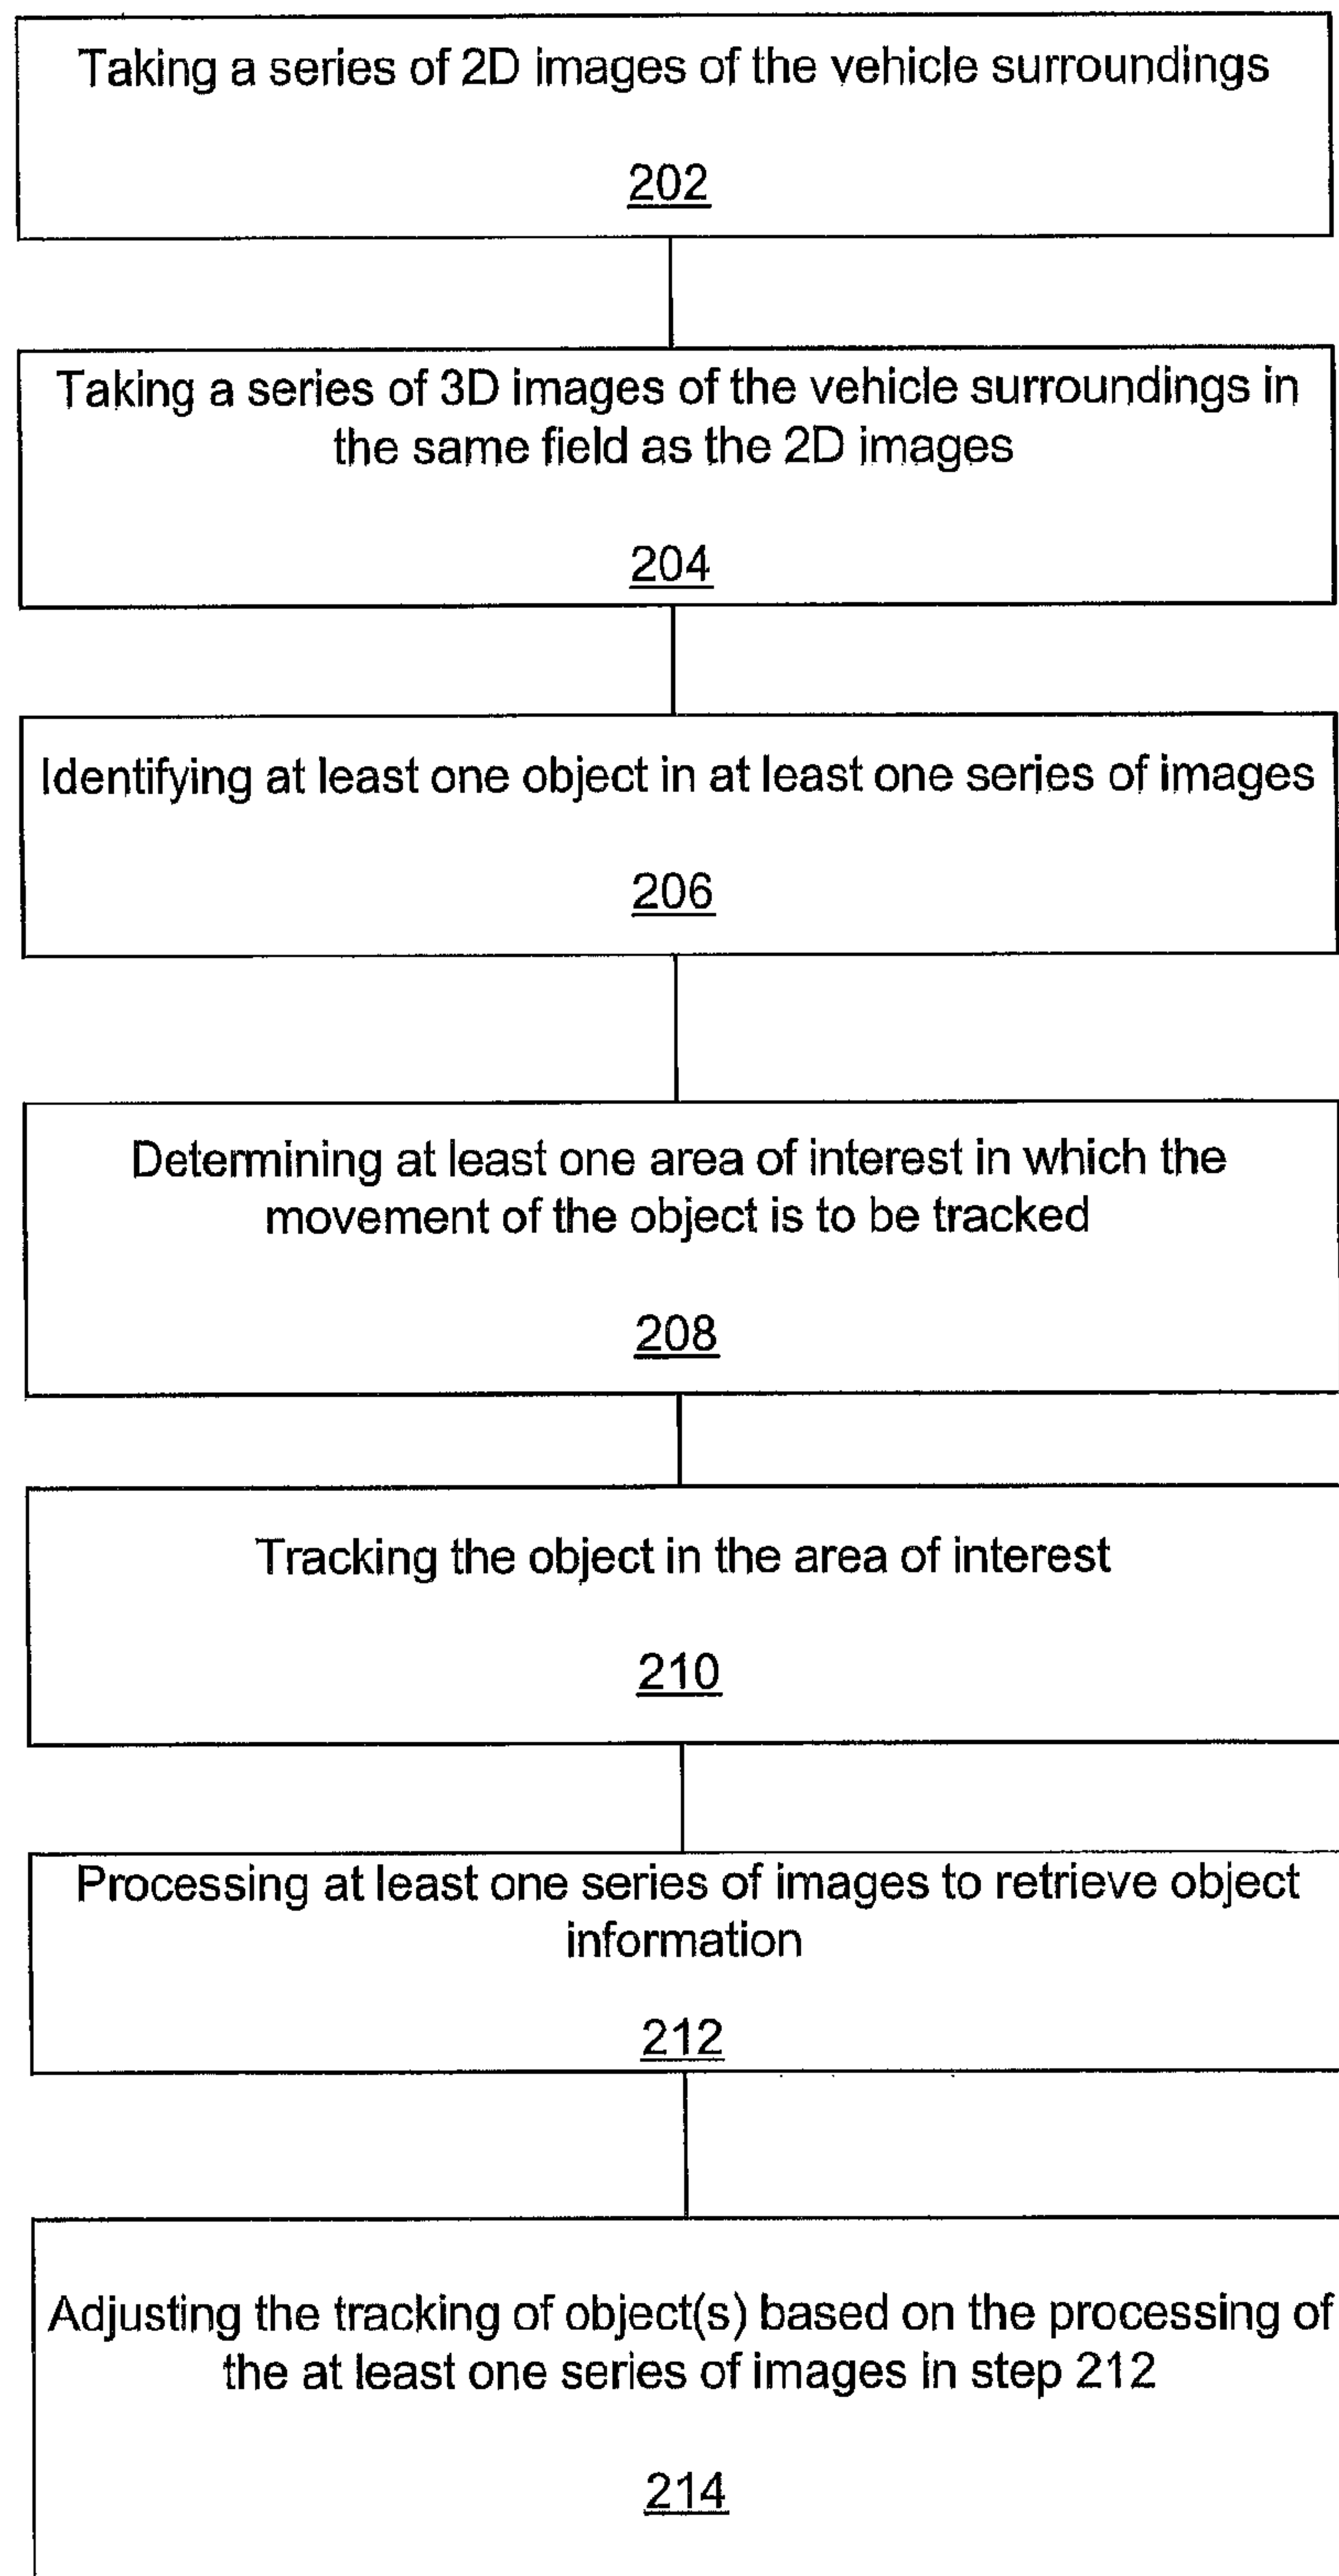 Taking a series of 2D images of the vehicle surroundings
202
Taking a series of 3D images of the vehicle surroundings in
the same field as the 2D images
204
Identifying at least one object in at least one series of images
206
Determining at least one area of interest in which the
movement of the object is to be tracked
208
Tracking the object in the area of interest
210
Processing at least one series of images to retrieve object
information
212
Adjusting the tracking of object(s) based on the processing of
the at least one series of images in step 212
214